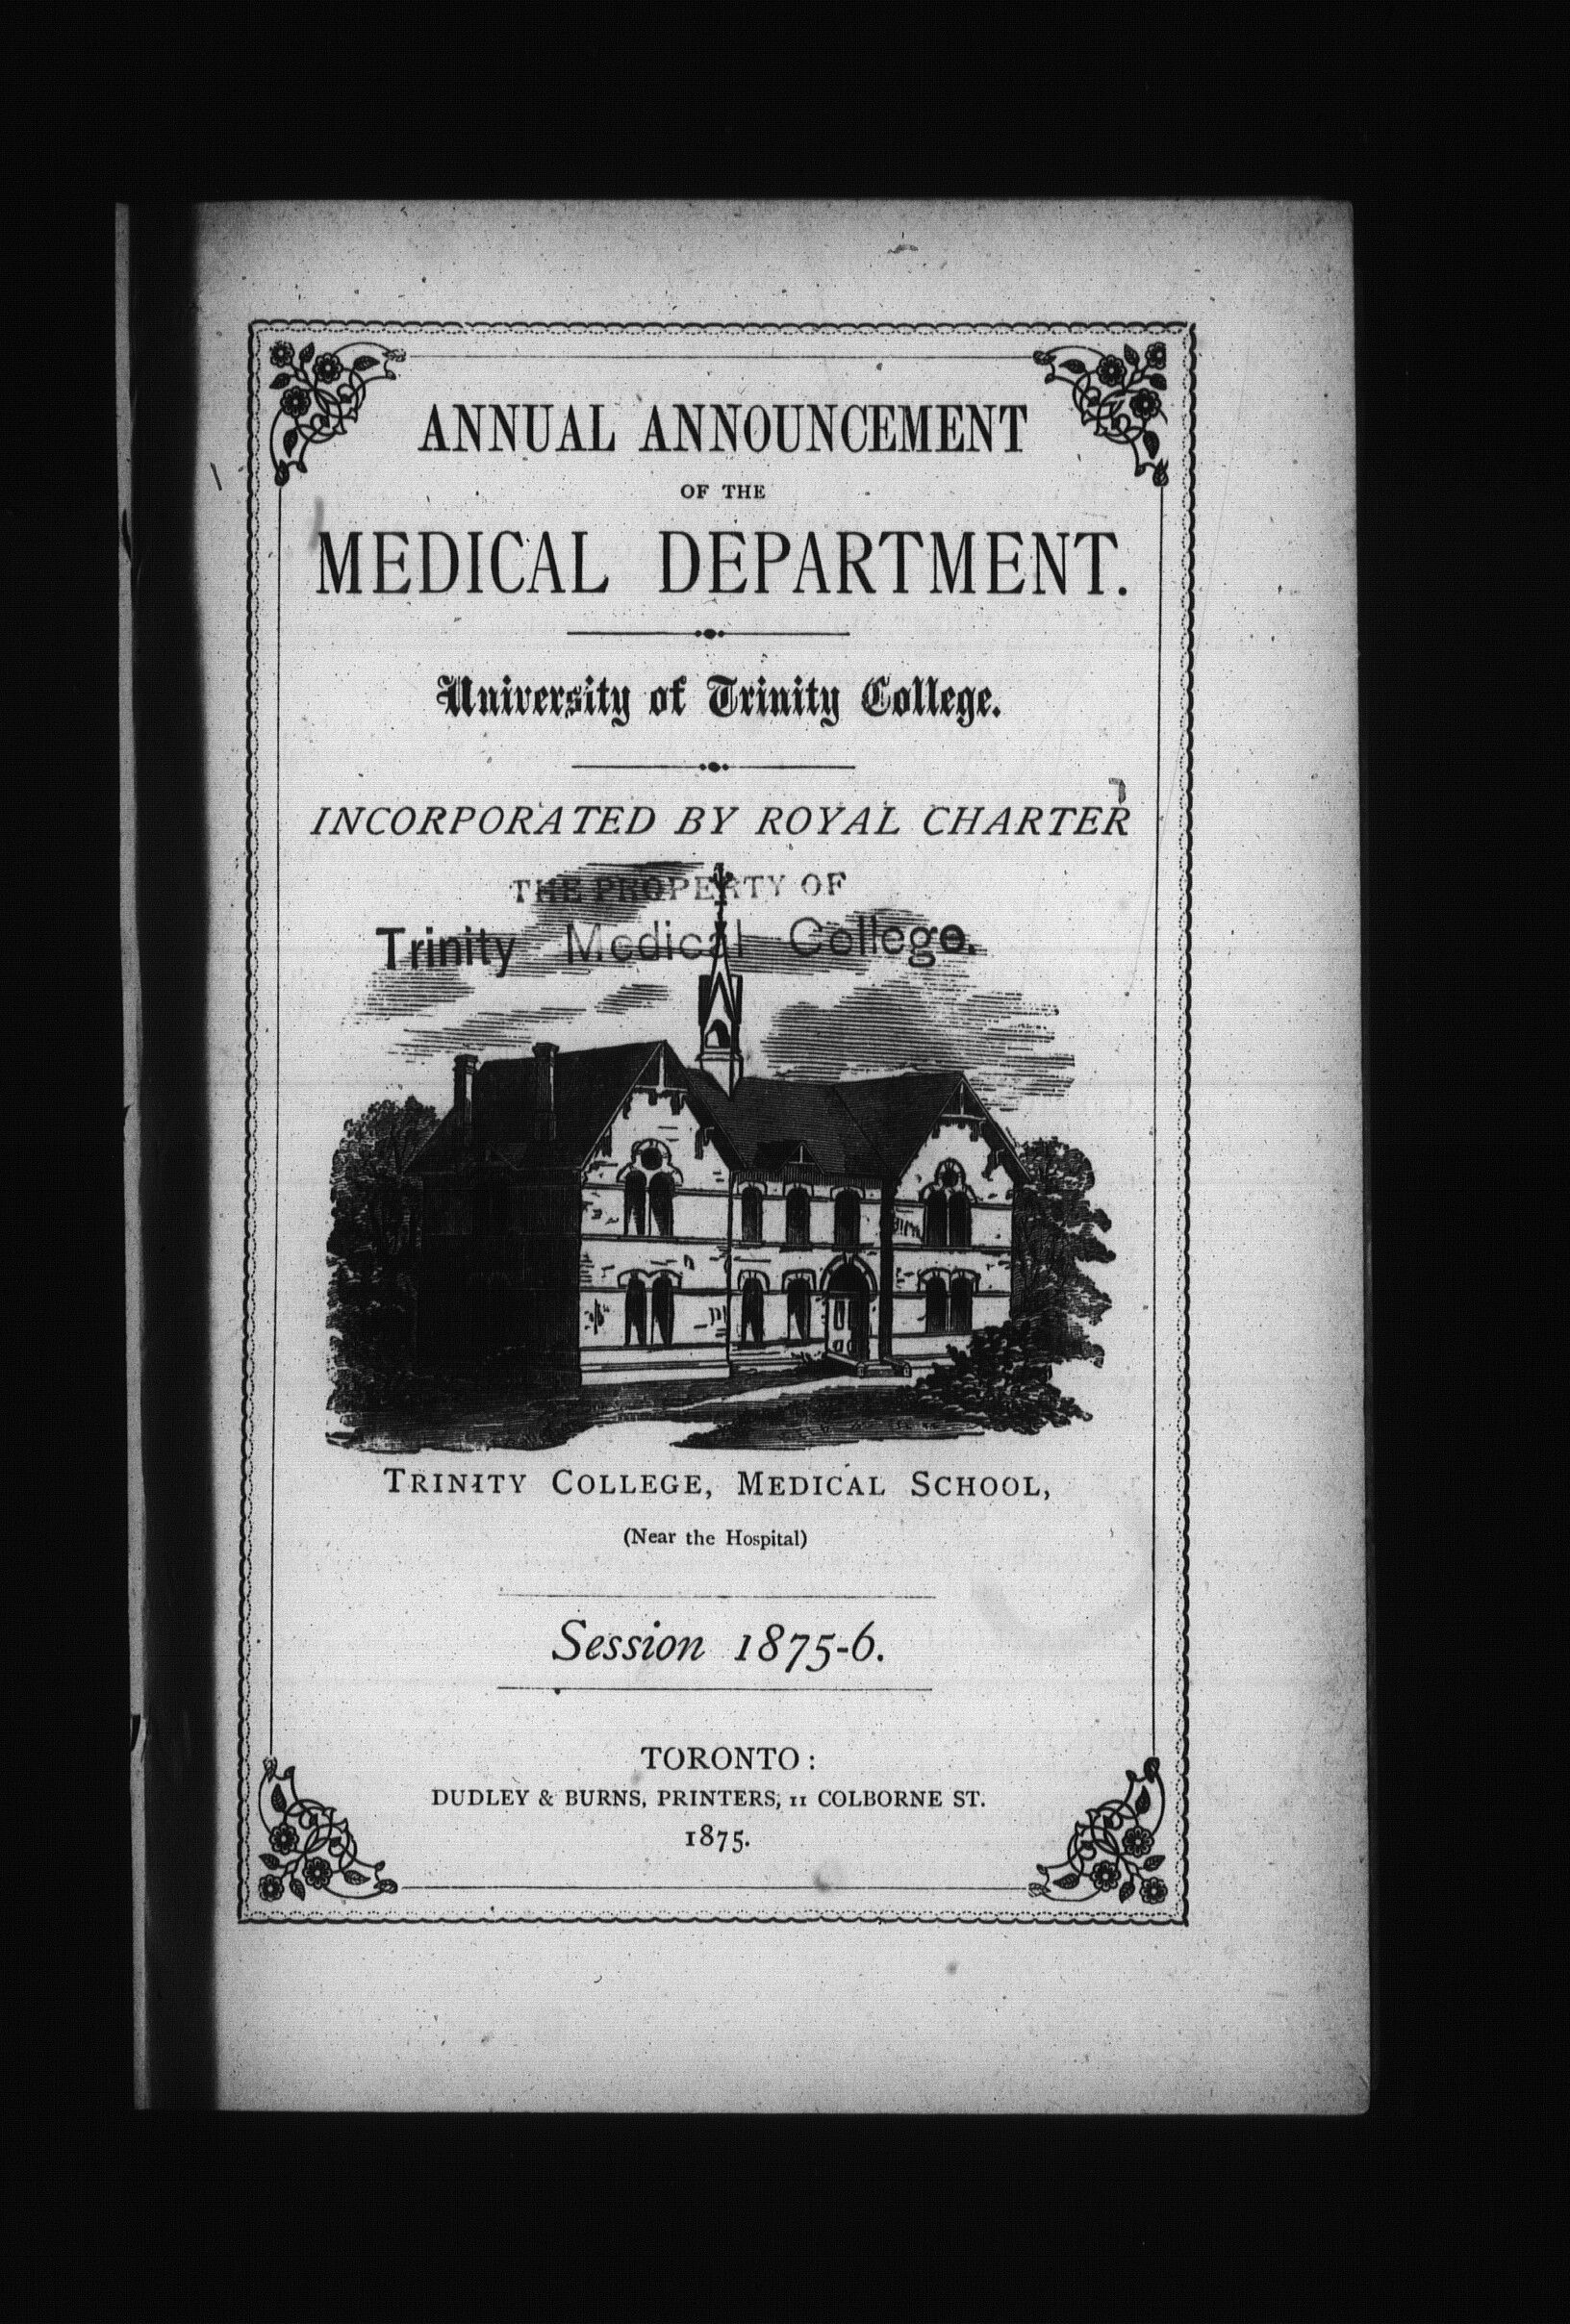 ANNUAL ANNOUNCEMENT
OF THE
MEDICAL DEPARTMENT.
University of Trinity College.
INCORPORATED BY ROYAL CHARTER
THE PROPERTY OF
Trinity Medical College.
TRINITY COLLEGE, MEDICAL SCHOOL,
(Near the Hospital)
Session 1875-6.
TORONTO:
DUDLEY & BURNS, PRINTERS, 11 COLBORNE ST.
1875.